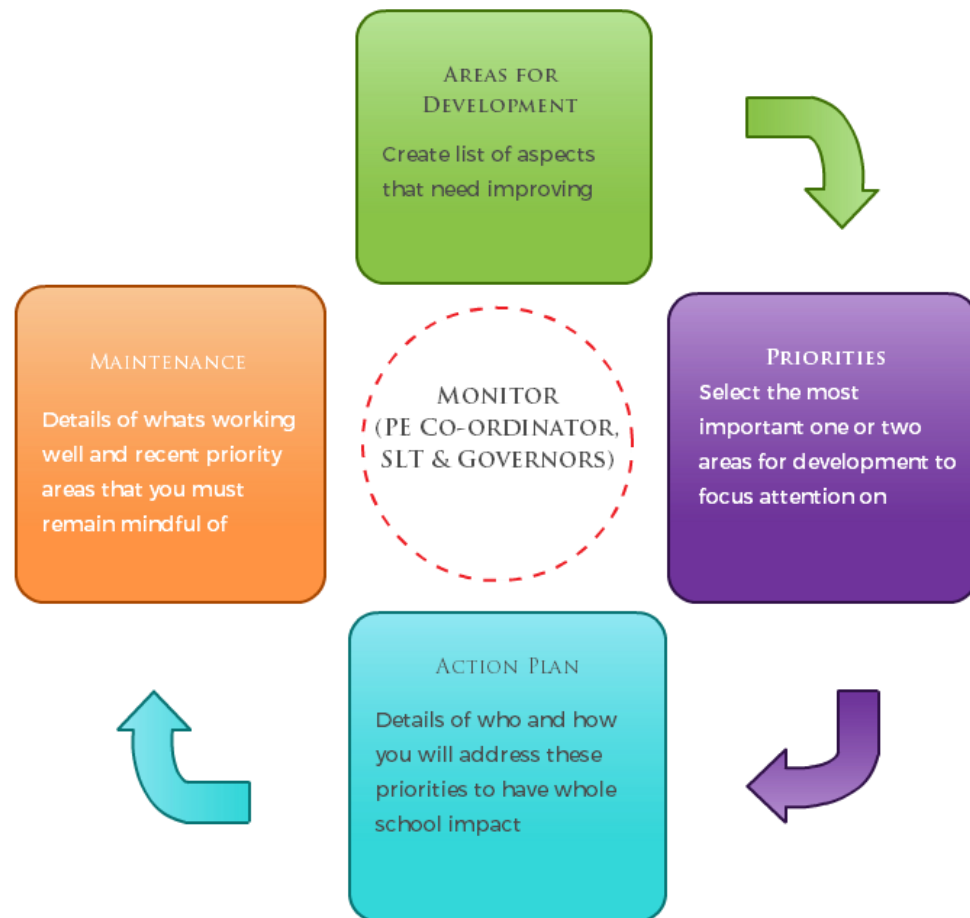 Areas for
Development
Create list of aspects
that need improving
Maintenance
Details of whats working
well and recent priority
areas that you must
remain mindful of
Monitor
(PE Co-ordinator,
SLT & Governors)
Priorities
Select the most
important one or two
areas for development to
focus attention on
Action Plan
Details of who and how
you will address these
priorities to have whole
school impact